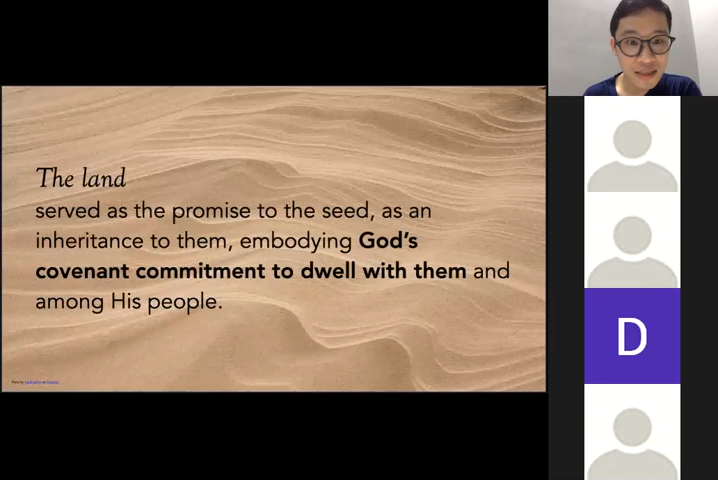 The land
served as the promise to the seed, as an
inheritance to them, embodying God's
covenant commitment to dwell with them and
among His people.
D